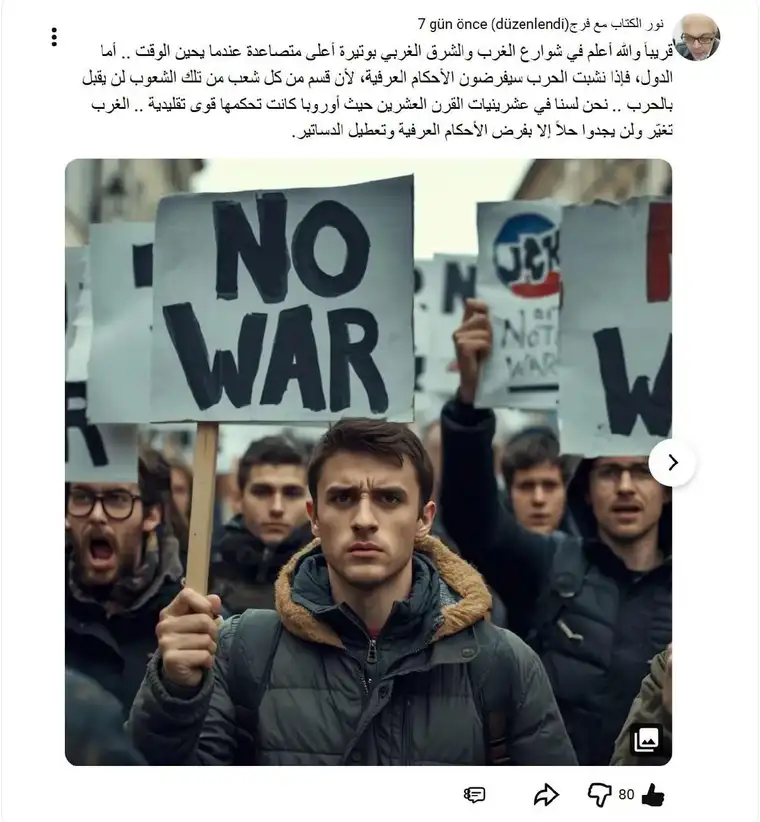 نور الكتاب مع فرج(düzenlendi) 7 gün önce
قريباً والله أعلم في شوارع الغرب والشرق الغربي بوتيرة أعلى متصاعدة عندما يحين الوقت .. أما
الدول، فإذا نشبت الحرب سيفرضون الأحكام العرفية، لأن قسم من كل شعب من تلك الشعوب لن يقبل
بالحرب .. نحن لسنا في عشرينيات القرن العشرين حيث أوروبا كانت تحكمها قوى تقليدية .. الغرب
تغيّر ولن يجدوا حلاً إلا بفرض الأحكام العرفية وتعطيل الدساتير.
NO
WAR
N
NOT
WAR
W
R
80